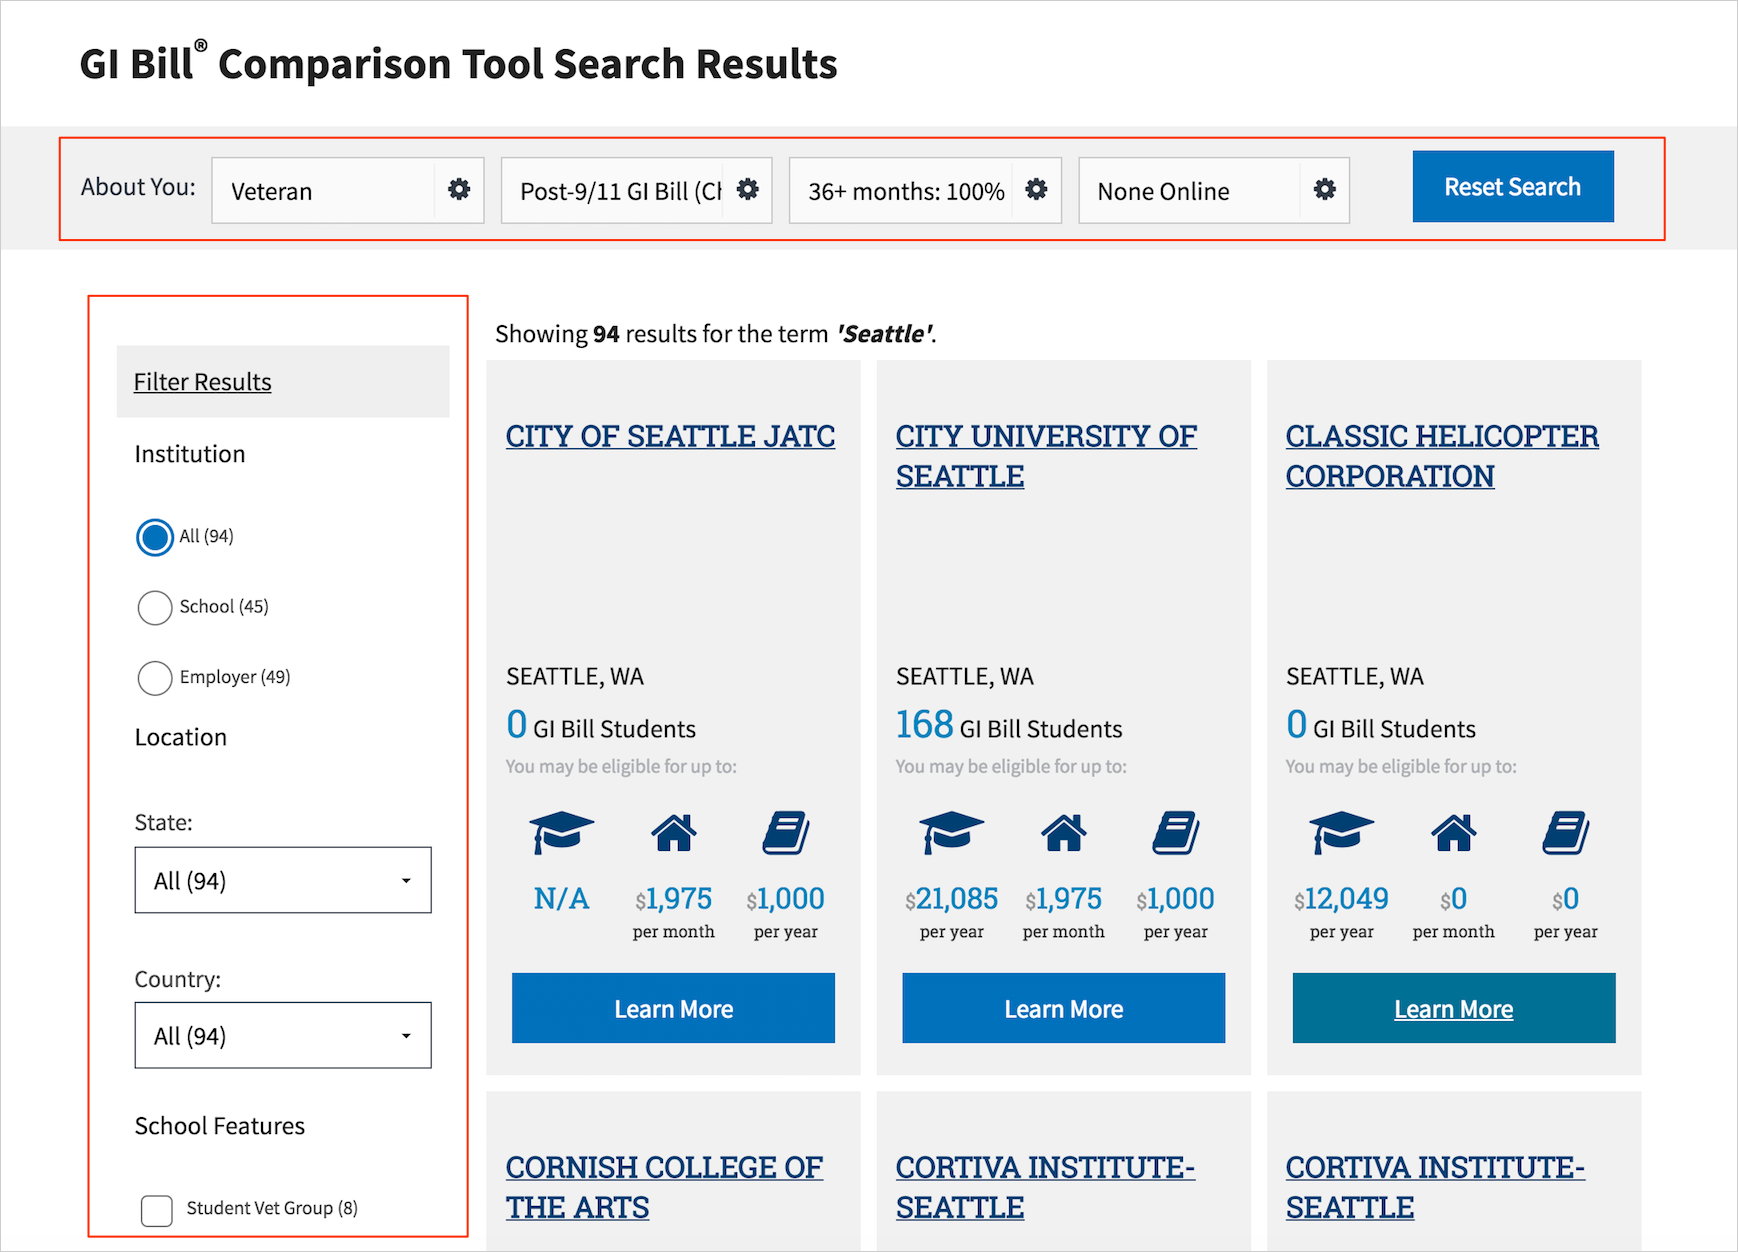 GI Bill® Comparison Tool Search Results
About You:
Veteran
Post-9/11 GI Bill (Ch
36+ months: 100%
None Online
Reset Search
Filter Results
Institution
All (94)
School (45)
Employer (49)
Location
State:
All (94)
Country:
All (94)
School Features
Student Vet Group (8)
Showing 94 results for the term 'Seattle'.
CITY OF SEATTLE JATC
SEATTLE, WA
0 GI Bill Students
You may be eligible for up to:
N/A
$1,975
per month
$1,000
per year
Learn More
CITY UNIVERSITY OF
SEATTLE
SEATTLE, WA
168 GI Bill Students
You may be eligible for up to:
$21,085
per year
$1,975
per month
$1,000
per year
Learn More
CLASSIC HELICOPTER
CORPORATION
SEATTLE, WA
0 GI Bill Students
You may be eligible for up to:
$12,049
per year
$0
per month
$0
per year
Learn More
CORNISH COLLEGE OF
THE ARTS
CORTIVA INSTITUTE-
SEATTLE
CORTIVA INSTITUTE-
SEATTLE